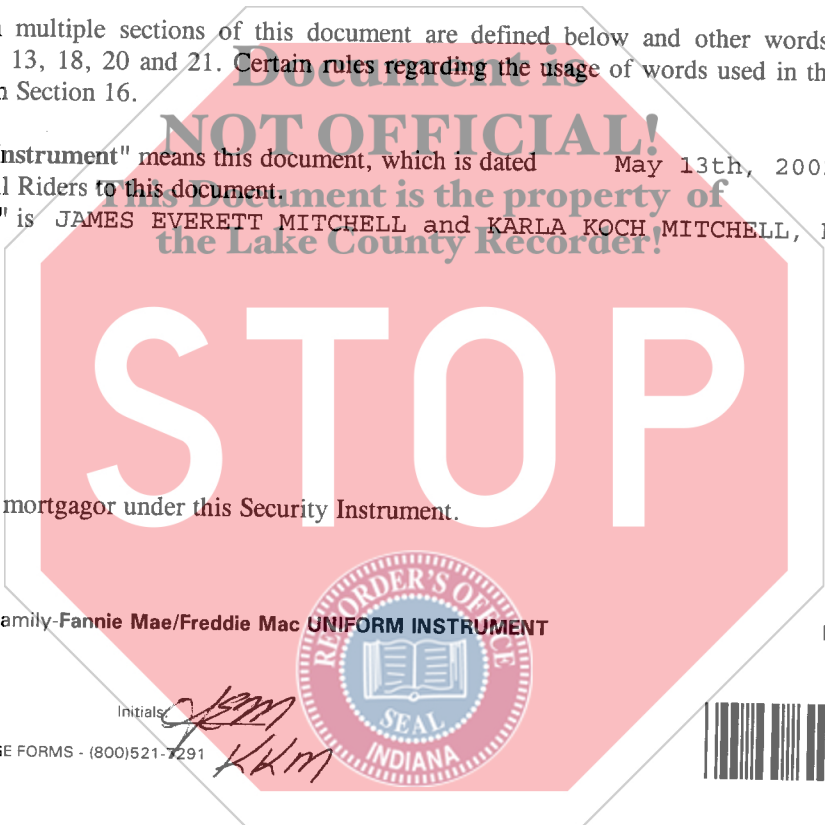 multiple sections of this document are defined below and other words
13, 18, 20 and 21. Certain rules regarding the usage of words used in
Section 16.
Document is
NOT OFFICIAL!
nstrument" means this document, which is dated May 13th, 200
Riders to this document.
This Document is the property of
" is JAMES EVERETT MITCHELL and KARLA KOCH MITCHELL,
the Lake County Recorder!
STOP
mortgagor under this Security Instrument.
amily-Fannie Mae/Freddie Mac UNIFORM INSTRUMENT
RECORDER'S OFFICE
SEAL
INDIANA
Initials: JEM
KKM
GE FORMS - (800)521-7291